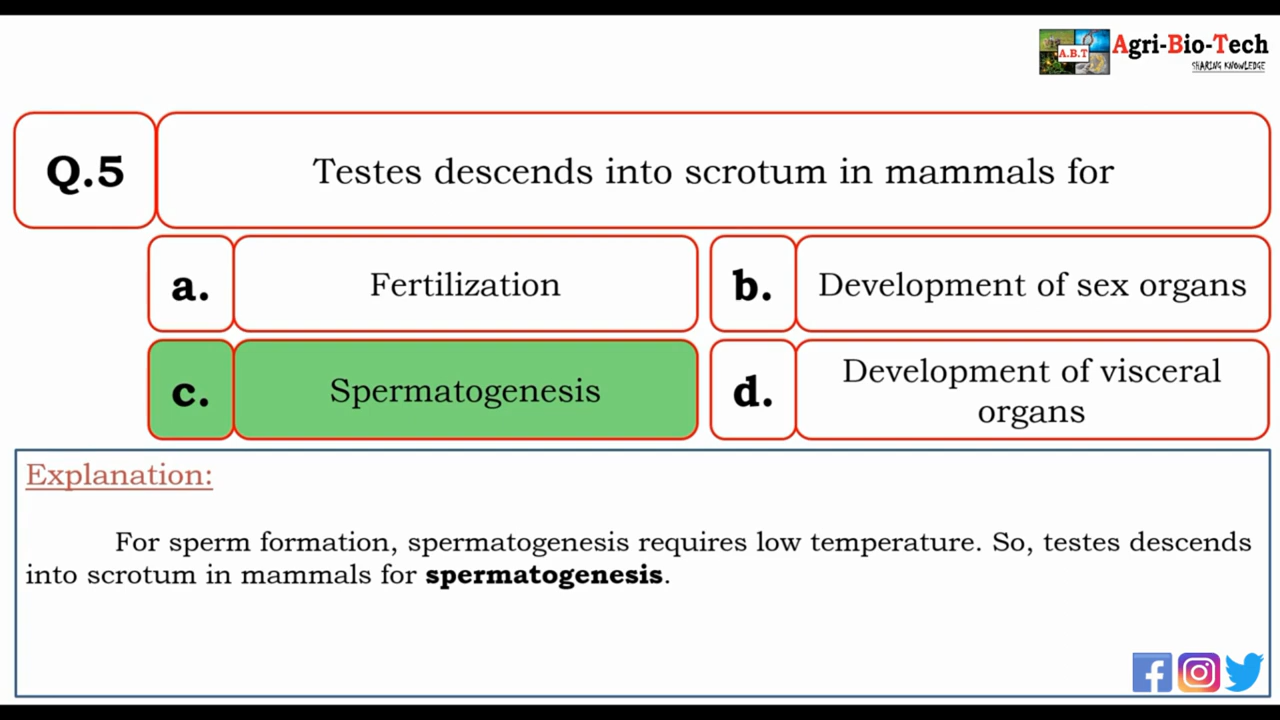 A.B.T
Agri-Bio-Tech
SHARING KNOWLEDGE
Q.5
Testes descends into scrotum in mammals for
a.
Fertilization
b.
Development of sex organs
c.
Spermatogenesis
d.
Development of visceral
organs
Explanation:
For sperm formation, spermatogenesis requires low temperature. So, testes descends
into scrotum in mammals for spermatogenesis.